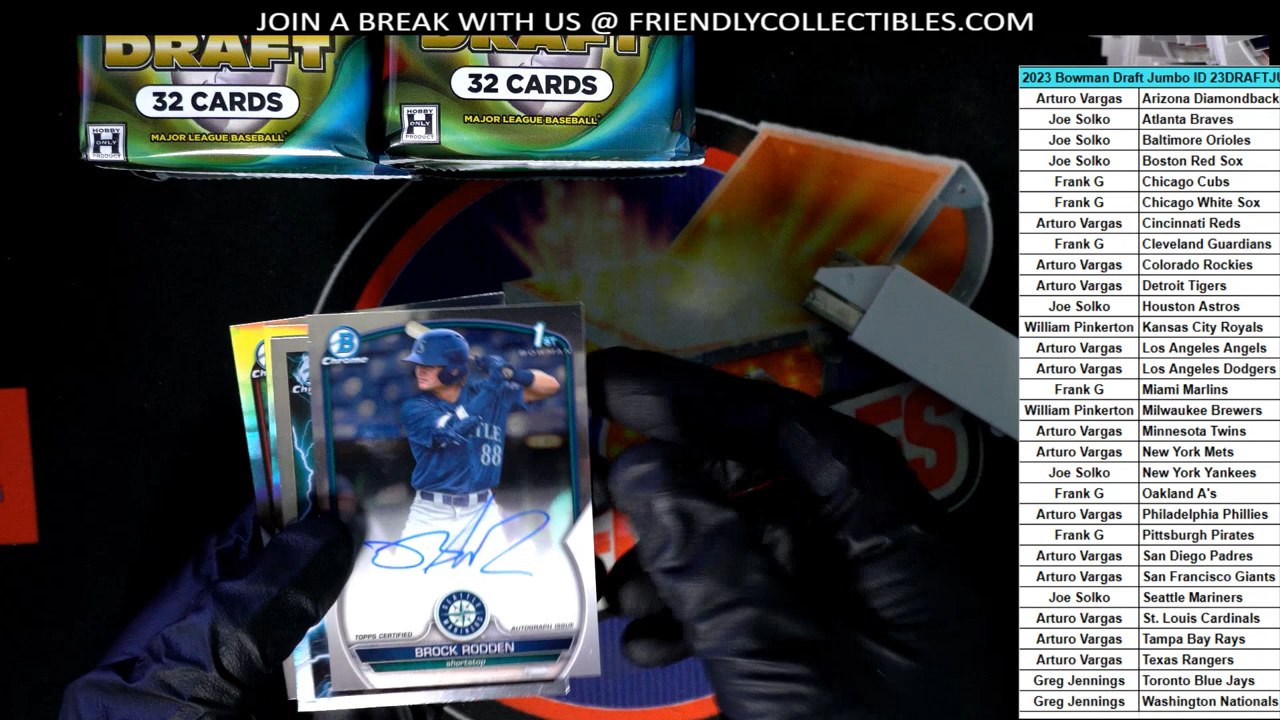 JOIN A BREAK WITH US @ FRIENDLYCOLLECTIBLES.COM
DRAFT
32 CARDS
HOBBY
H
ONLY
PRODUCT
MAJOR LEAGUE BASEBALL
DRAFT
32 CARDS
HOBBY
H
ONLY
PRODUCT
MAJOR LEAGUE BASEBALL
B
Chrome
1ST
BOWMAN
TLE
88
SEATTLE
MARINERS
TOPPS CERTIFIED
AUTOGRAPH ISSUE
BROCK RODDEN
shortstop
2023 Bowman Draft Jumbo ID 23DRAFTJU
Arturo Vargas Arizona Diamondback
Joe Solko Atlanta Braves
Joe Solko Baltimore Orioles
Joe Solko Boston Red Sox
Frank G Chicago Cubs
Frank G Chicago White Sox
Arturo Vargas Cincinnati Reds
Frank G Cleveland Guardians
Arturo Vargas Colorado Rockies
Arturo Vargas Detroit Tigers
Joe Solko Houston Astros
William Pinkerton Kansas City Royals
Arturo Vargas Los Angeles Angels
Arturo Vargas Los Angeles Dodgers
Frank G Miami Marlins
William Pinkerton Milwaukee Brewers
Arturo Vargas Minnesota Twins
Arturo Vargas New York Mets
Joe Solko New York Yankees
Frank G Oakland A's
Arturo Vargas Philadelphia Phillies
Frank G Pittsburgh Pirates
Arturo Vargas San Diego Padres
Arturo Vargas San Francisco Giants
Joe Solko Seattle Mariners
Arturo Vargas St. Louis Cardinals
Arturo Vargas Tampa Bay Rays
Arturo Vargas Texas Rangers
Greg Jennings Toronto Blue Jays
Greg Jennings Washington Nationals